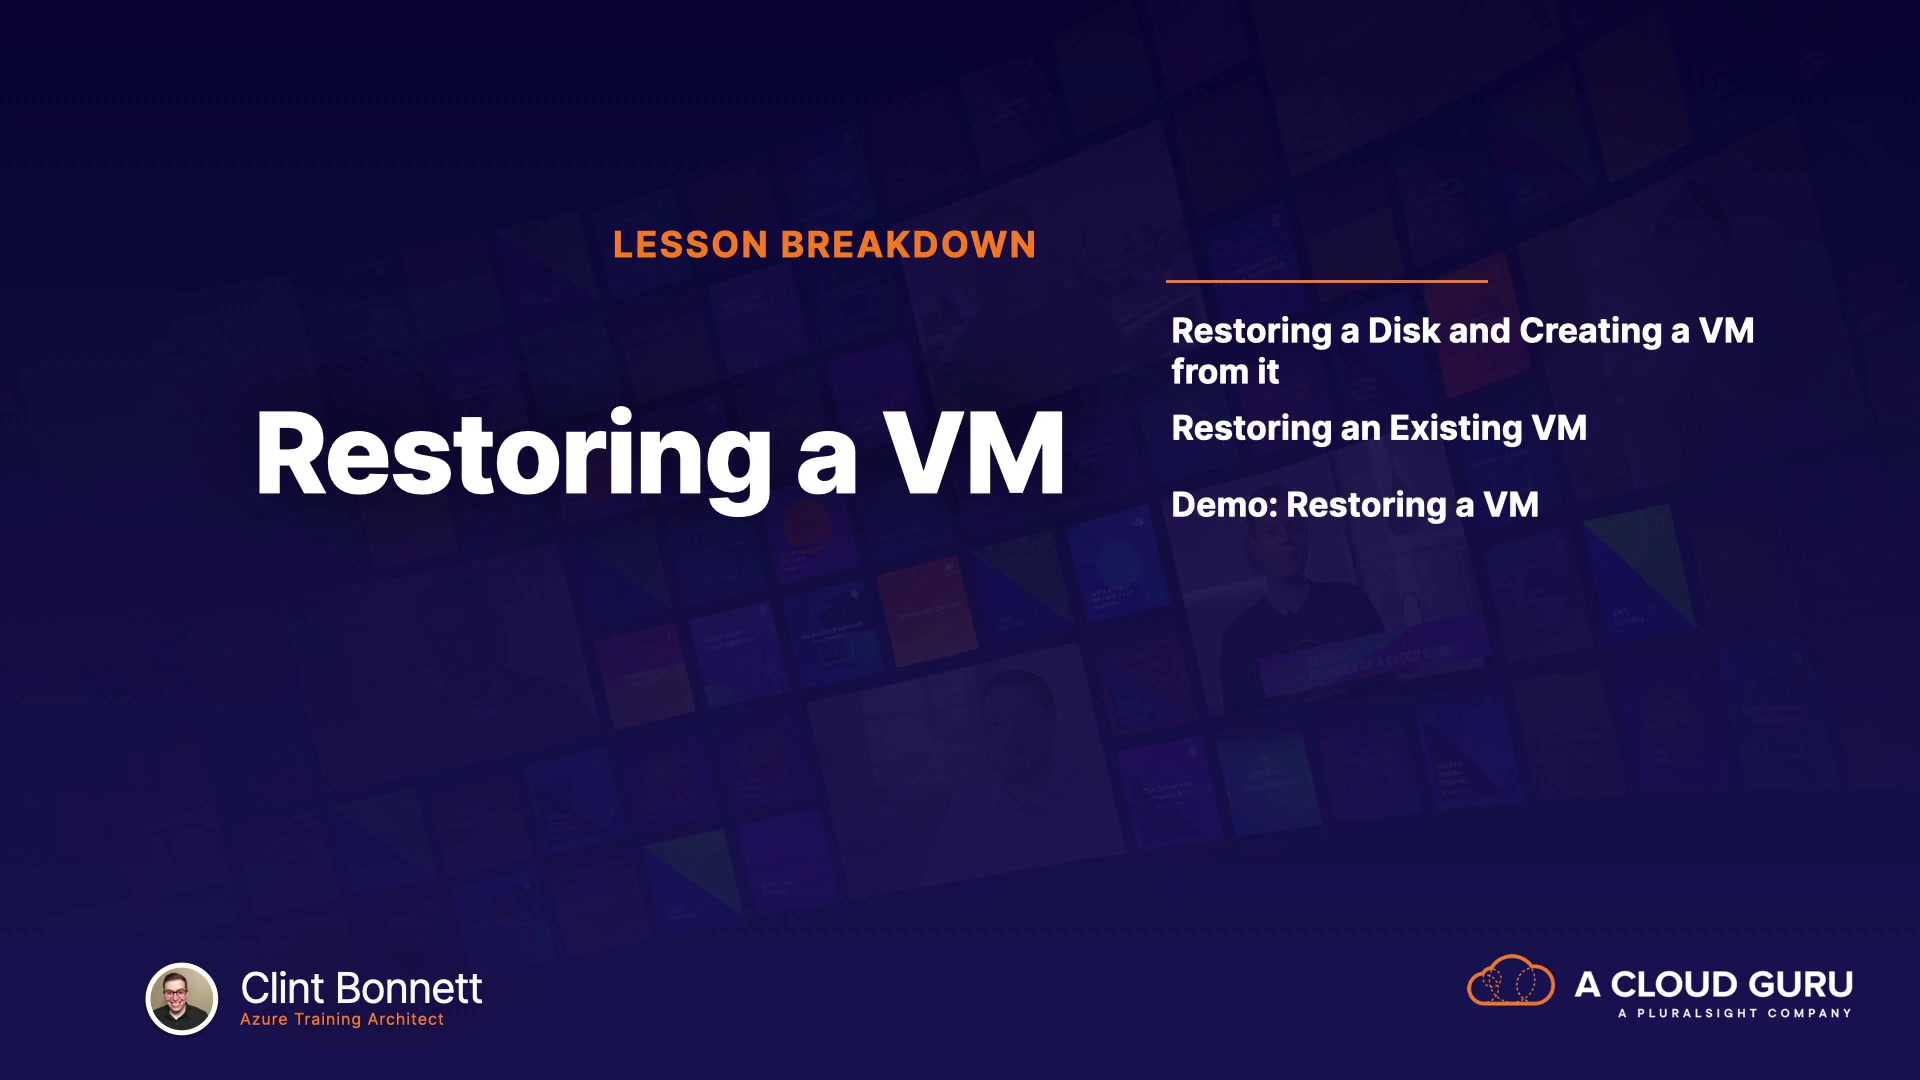 LESSON BREAKDOWN
Restoring a VM
Restoring a Disk and Creating a VM
from it
Restoring an Existing VM
Demo: Restoring a VM
Clint Bonnett
Azure Training Architect
A CLOUD GURU
A PLURALSIGHT COMPANY